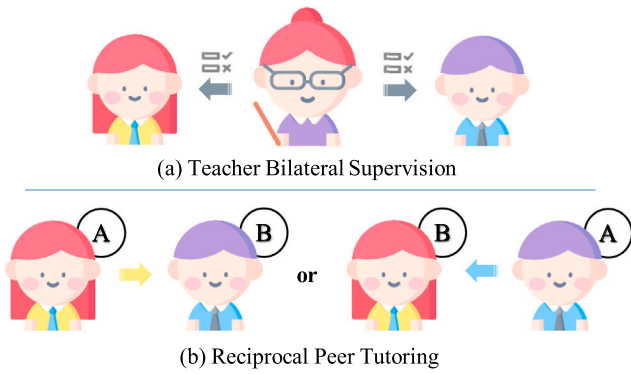 (a) Teacher Bilateral Supervision
A B or B A
(b) Reciprocal Peer Tutoring